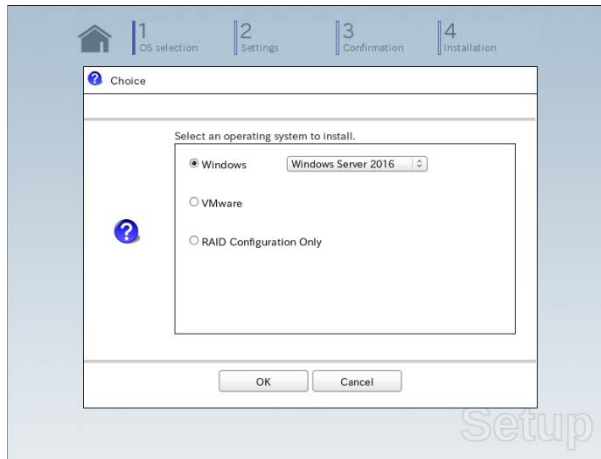 1 2 3 4
OS selection Settings Confirmation Installation
Choice
Select an operating system to install.
Windows Windows Server 2016
VMware
RAID Configuration Only
OK Cancel
Setup